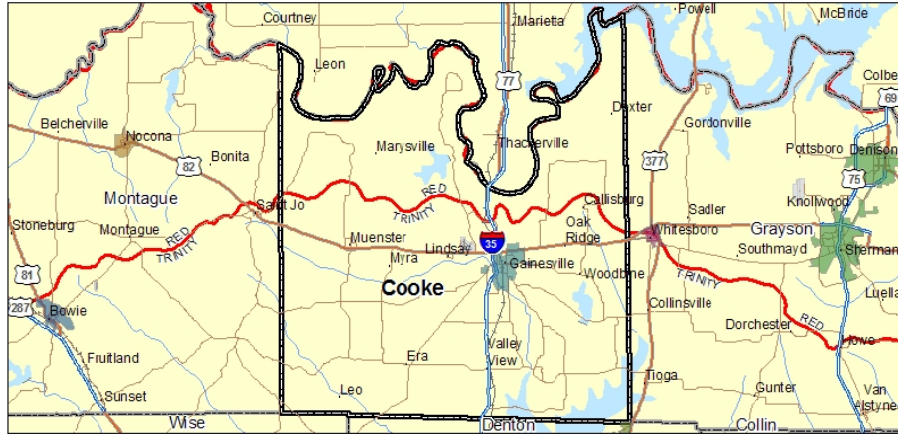 Courtney
Marietta
Powell
McBride
Leon
77
Colbe
69
Belcherville
Nocona
Dexter
Gordonville
Marysville
Thackerville
Pottsboro
Denison
Bonita
82
377
75
Montague
RED
TRINITY
Callisburg
Knollwood
Saint Jo
Sadler
Stoneburg
Montague
RED
TRINITY
Muenster
Lindsay
35
Oak
Ridge
Whitesboro
Grayson
Southmayd
Sherman
Myra
Gainesville
Woodbine
TRINITY
81
Cooke
Collinsville
Luella
287
Bowie
Dorchester
RED
Howe
Fruitland
Era
Valley
View
Sunset
Leo
Tioga
Gunter
Van
Alstyne
Wise
Denton
Collin